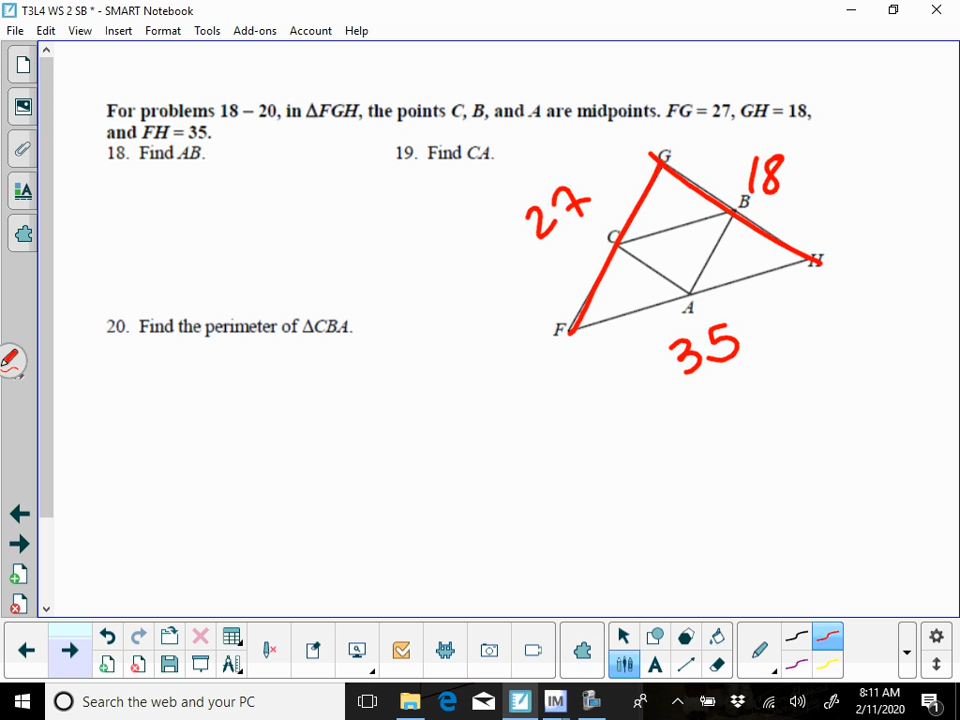 T3L4 WS 2 SB * - SMART Notebook
File Edit View Insert Format Tools Add-ons Account Help
For problems 18 – 20, in ΔFGH, the points C, B, and A are midpoints. FG = 27, GH = 18,
and FH = 35.
18. Find AB.
19. Find CA.
G
18
27
B
C
H
A
F
35
20. Find the perimeter of ΔCBA.
Search the web and your PC
IM
8:11 AM
2/11/2020
1